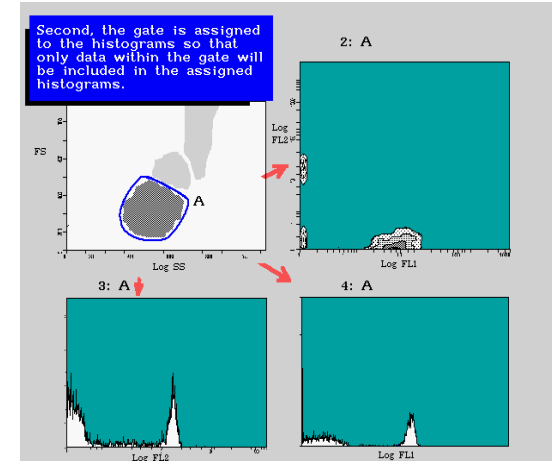 Second, the gate is assigned
to the histograms so that
only data within the gate will
be included in the assigned
histograms.
2: A
Log
FL2
FS
A
Log SS
Log FL1
3: A
4: A
Log FL2
Log FL1